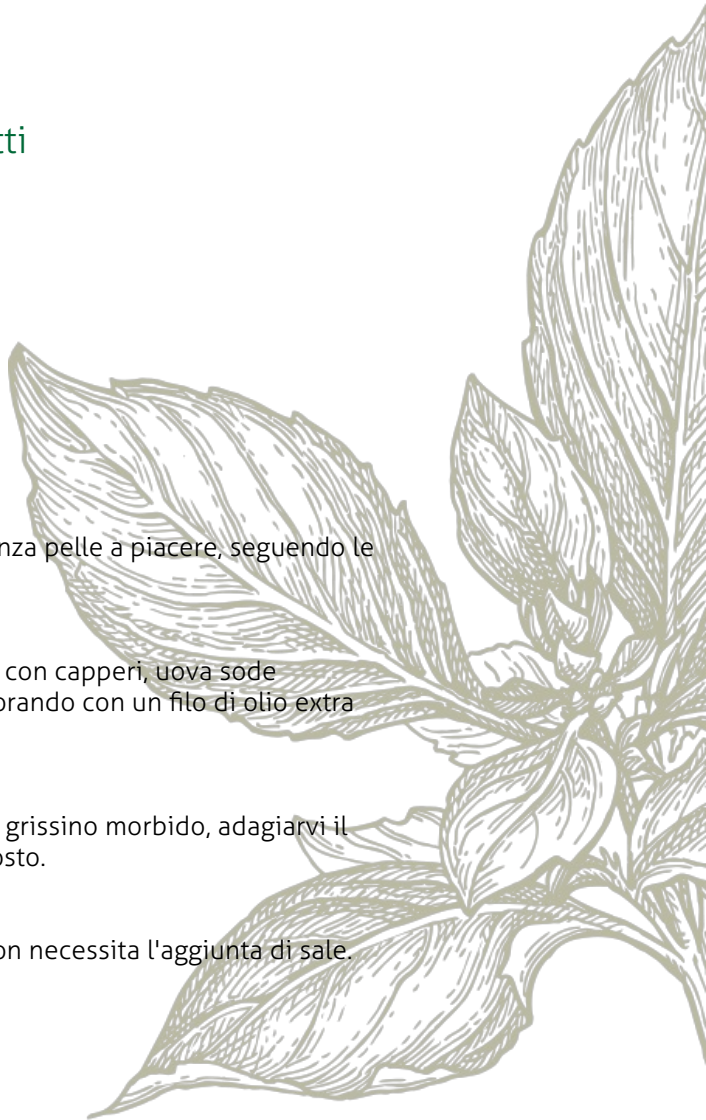 tti
nza pelle a piacere, seguendo le
con capperi, uova sode
orando con un filo di olio extra
grissino morbido, adagiarvi il
osto.
on necessita l'aggiunta di sale.